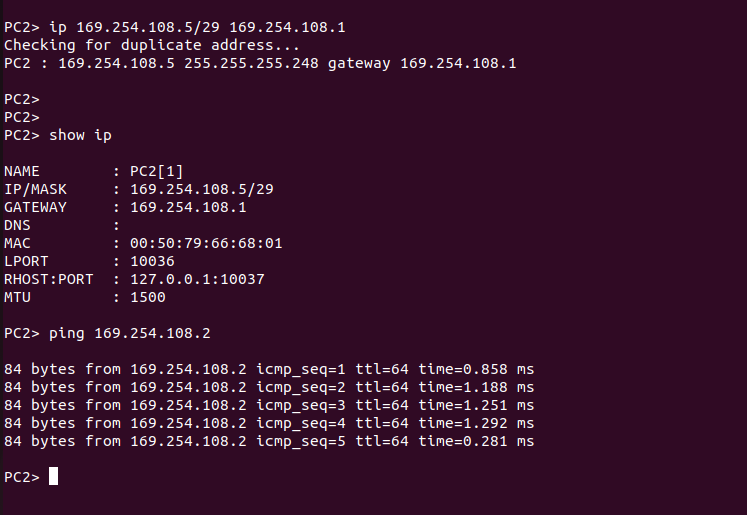 PC2> ip 169.254.108.5/29 169.254.108.1
Checking for duplicate address...
PC2 : 169.254.108.5 255.255.255.248 gateway 169.254.108.1
PC2>
PC2>
PC2> show ip
NAME        : PC2[1]
IP/MASK     : 169.254.108.5/29
GATEWAY     : 169.254.108.1
DNS         :
MAC         : 00:50:79:66:68:01
LPORT       : 10036
RHOST:PORT  : 127.0.0.1:10037
MTU         : 1500
PC2> ping 169.254.108.2
84 bytes from 169.254.108.2 icmp_seq=1 ttl=64 time=0.858 ms
84 bytes from 169.254.108.2 icmp_seq=2 ttl=64 time=1.188 ms
84 bytes from 169.254.108.2 icmp_seq=3 ttl=64 time=1.251 ms
84 bytes from 169.254.108.2 icmp_seq=4 ttl=64 time=1.292 ms
84 bytes from 169.254.108.2 icmp_seq=5 ttl=64 time=0.281 ms
PC2>